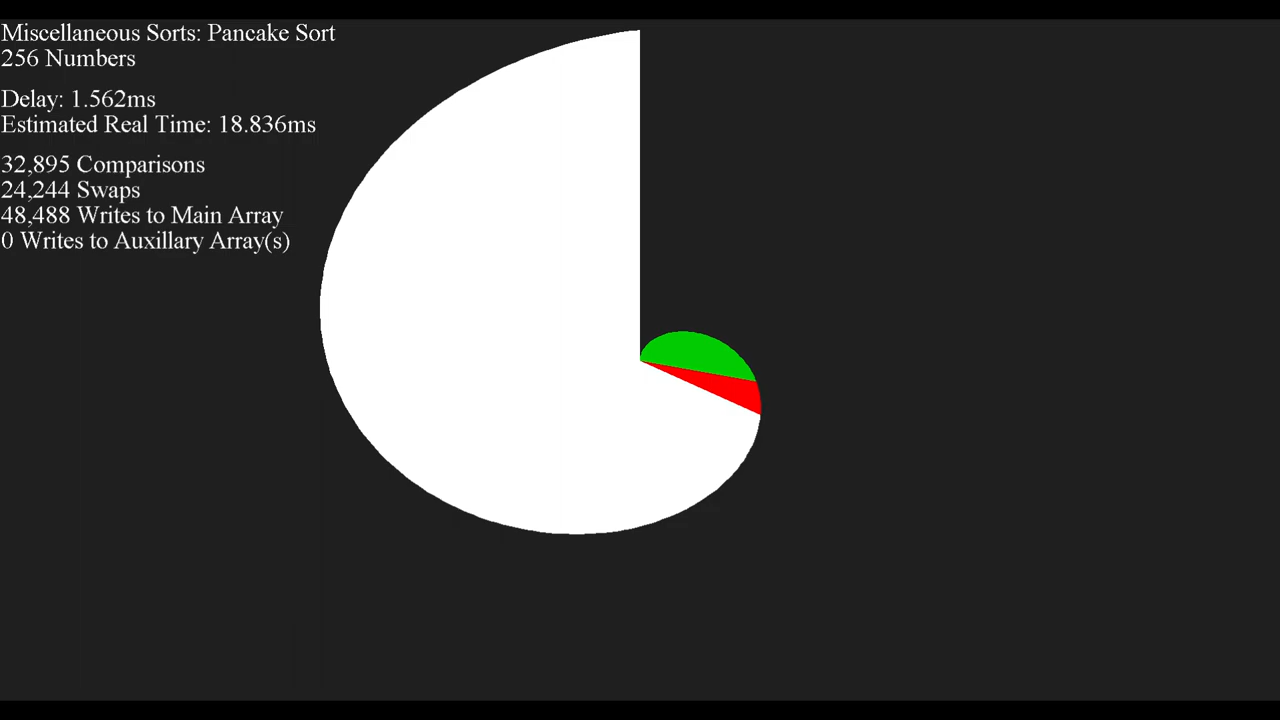 Miscellaneous Sorts: Pancake Sort
256 Numbers
Delay: 1.562ms
Estimated Real Time: 18.836ms
32,895 Comparisons
24,244 Swaps
48,488 Writes to Main Array
0 Writes to Auxillary Array(s)